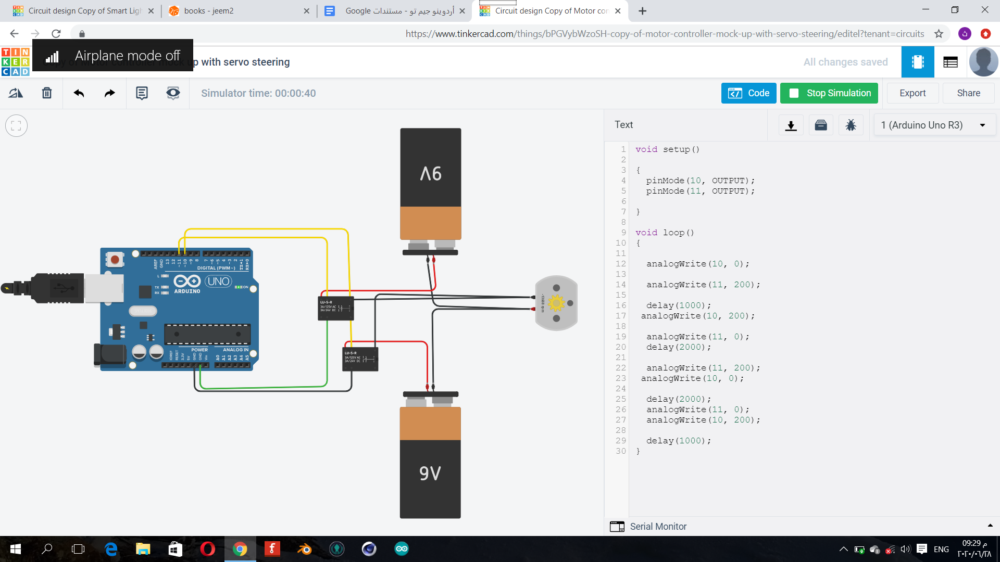 Circuit design Copy of Smart Ligh
books - jeem2
أردوينو جيم تو - مستندات Google
Circuit design Copy of Motor con
https://www.tinkercad.com/things/bPGVybWzoSH-copy-of-motor-controller-mock-up-with-servo-steering/editel?tenant=circuits
Airplane mode off
TINKERCAD
up with servo steering
All changes saved
Simulator time: 00:00:40
Code
Stop Simulation
Export
Share
Text
1 (Arduino Uno R3)
1 void setup()
2
3 {
4 pinMode(10, OUTPUT);
5 pinMode(11, OUTPUT);
6
7 }
8
9 void loop()
10 {
11
12 analogWrite(10, 0);
13
14 analogWrite(11, 200);
15
16 delay(1000);
17 analogWrite(10, 200);
18
19 analogWrite(11, 0);
20 delay(2000);
21
22 analogWrite(11, 200);
23 analogWrite(10, 0);
24
25 delay(2000);
26 analogWrite(11, 0);
27 analogWrite(10, 200);
28
29 delay(1000);
30 }
9V
AREF GND 13 12 ~11 ~10 ~9 8 7 ~6 ~5 4 ~3 2 TX→1 RX←0
DIGITAL (PWM~)
L
TX
RX
UNO
ARDUINO
ON
LU-5-R
3A/125V AC
3A/24V DC
-13668 rpm
POWER
ANALOG IN
IOREF RESET 3.3V 5V GND GND Vin A0 A1 A2 A3 A4 A5
LU-5-R
3A/125V AC
3A/24V DC
9V
Serial Monitor
ENG
09:29 م
٢٠٢٠/٠٦/٢٨